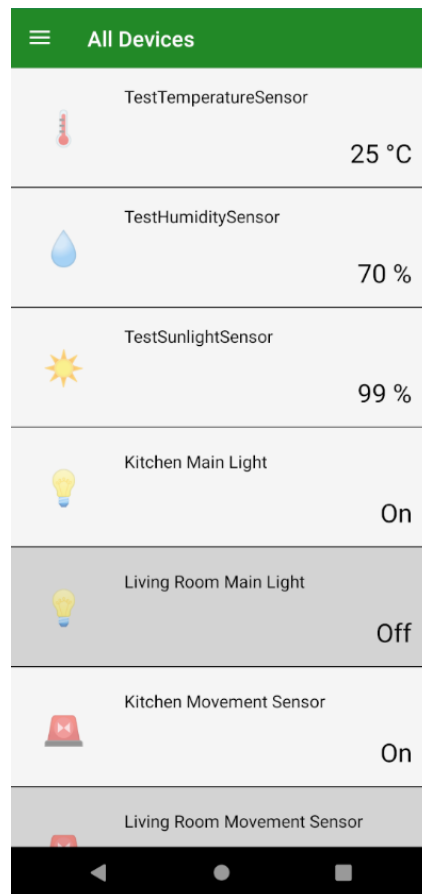 All Devices
TestTemperatureSensor
25 °C
TestHumiditySensor
70 %
TestSunlightSensor
99 %
Kitchen Main Light
On
Living Room Main Light
Off
Kitchen Movement Sensor
On
Living Room Movement Sensor